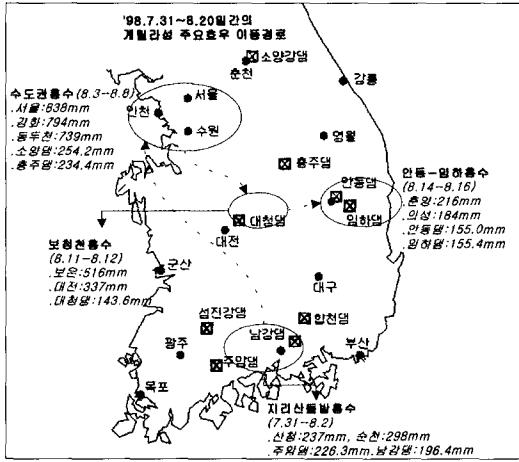 '98.7.31~8.20일간의
게릴라성 주요호우 이동경로
소양강댐
춘천
강릉
수도권홍수(8.3~8.8)
.서울:638mm
.강화:794mm
.동두천:739mm
.소양댐:254.2mm
.충주댐:234.4mm
서울
인천
수원
영월
충주댐
안동-임하홍수
(8.14~8.16)
.춘양:216mm
.의성:184mm
.안동댐:155.0mm
.임하댐:155.4mm
안동댐
임하댐
대청댐
대전
보청천홍수
(8.11~8.12)
.보은:516mm
.대전:337mm
.대청댐:143.6mm
군산
대구
섬진강댐
합천댐
남강댐
광주
주암댐
부산
목포
지리산돌발홍수
(7.31~8.2)
.산청:237mm, 순천:298mm
.주암댐:226.3mm.남강댐:196.4mm